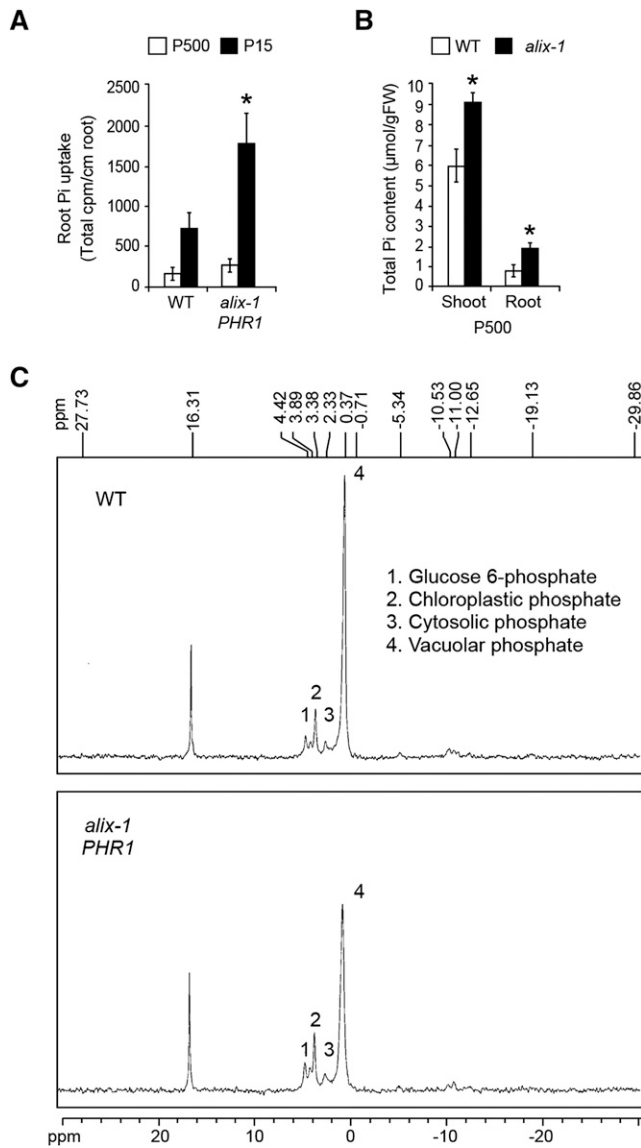 A
P500 P15
Root Pi uptake
(Total cpm/cm root)
2500
2000
1500
1000
500
0
*
WT
alix-1
PHR1
B
WT alix-1
Total Pi content (µmol/gFW)
10
9
8
7
6
5
4
3
2
1
0
*
*
Shoot Root
P500
C
ppm
27.73
16.31
4.42
3.89
3.38
2.33
0.37
-0.71
-5.34
-10.53
-11.00
-12.65
-19.13
-29.86
WT
4
1. Glucose 6-phosphate
2. Chloroplastic phosphate
3. Cytosolic phosphate
4. Vacuolar phosphate
1 2 3
alix-1
PHR1
4
1 2 3
ppm 20 10 0 -10 -20